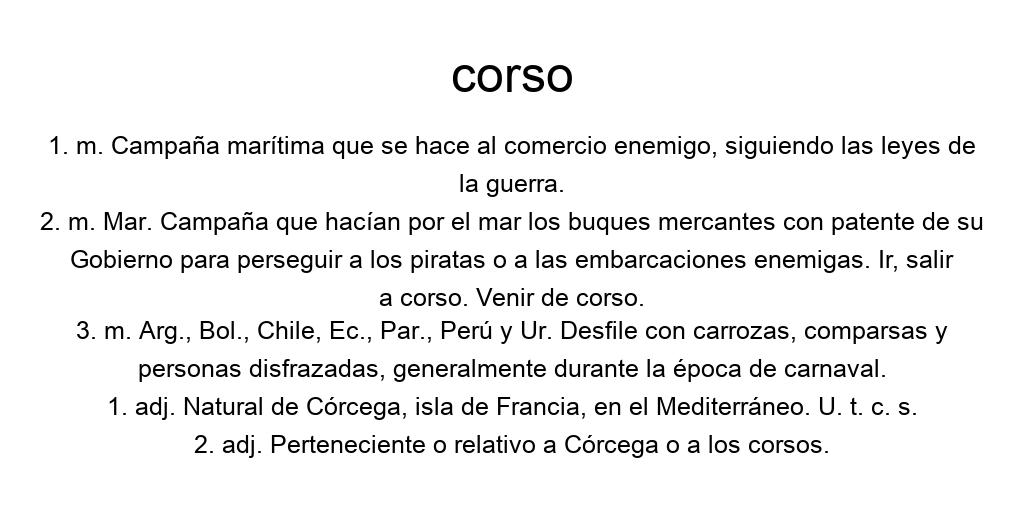 corso
1. m. Campaña marítima que se hace al comercio enemigo, siguiendo las leyes de
la guerra.
2. m. Mar. Campaña que hacían por el mar los buques mercantes con patente de su
Gobierno para perseguir a los piratas o a las embarcaciones enemigas. Ir, salir
a corso. Venir de corso.
3. m. Arg., Bol., Chile, Ec., Par., Perú y Ur. Desfile con carrozas, comparsas y
personas disfrazadas, generalmente durante la época de carnaval.
1. adj. Natural de Córcega, isla de Francia, en el Mediterráneo. U. t. c. s.
2. adj. Perteneciente o relativo a Córcega o a los corsos.